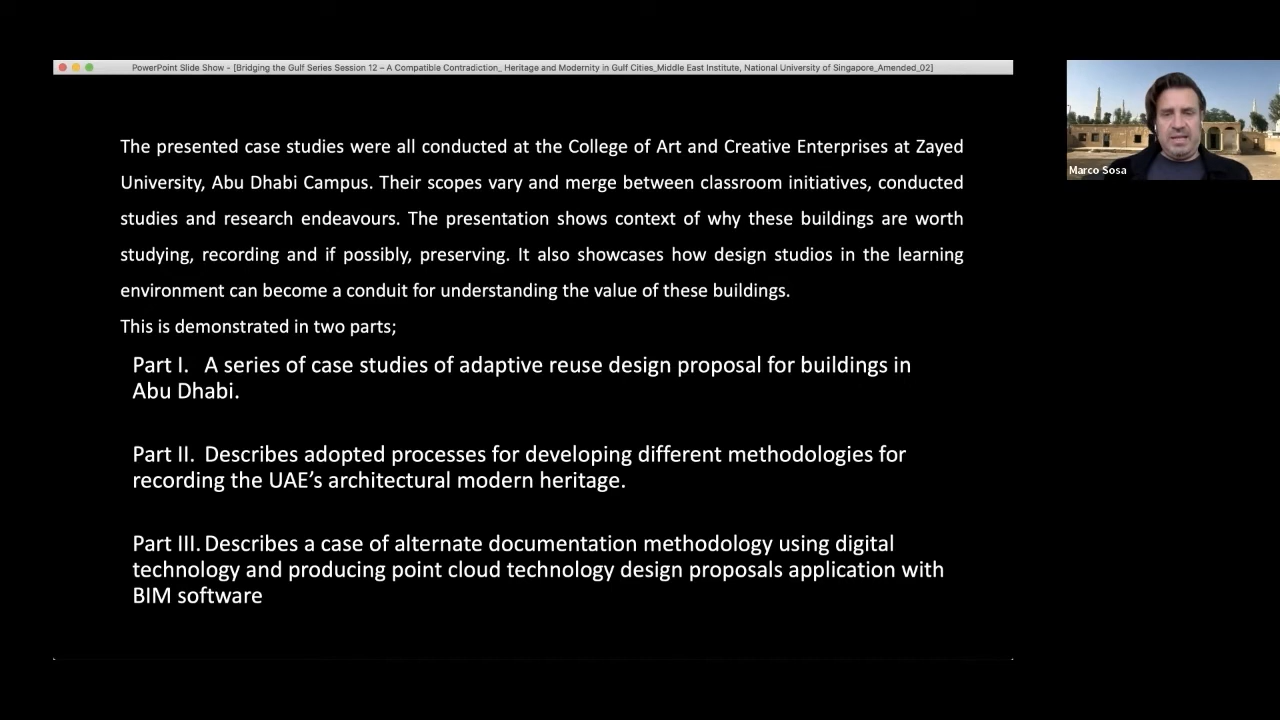 PowerPoint Slide Show - [Bridging the Gulf Series Session 12 – A Compatible Contradiction_ Heritage and Modernity in Gulf Cities_Middle East Institute, National University of Singapore_Amended_02]
The presented case studies were all conducted at the College of Art and Creative Enterprises at Zayed
University, Abu Dhabi Campus. Their scopes vary and merge between classroom initiatives, conducted
studies and research endeavours. The presentation shows context of why these buildings are worth
studying, recording and if possibly, preserving. It also showcases how design studios in the learning
environment can become a conduit for understanding the value of these buildings.
This is demonstrated in two parts;
Part I. A series of case studies of adaptive reuse design proposal for buildings in
Abu Dhabi.
Part II. Describes adopted processes for developing different methodologies for
recording the UAE’s architectural modern heritage.
Part III. Describes a case of alternate documentation methodology using digital
technology and producing point cloud technology design proposals application with
BIM software
Marco Sosa